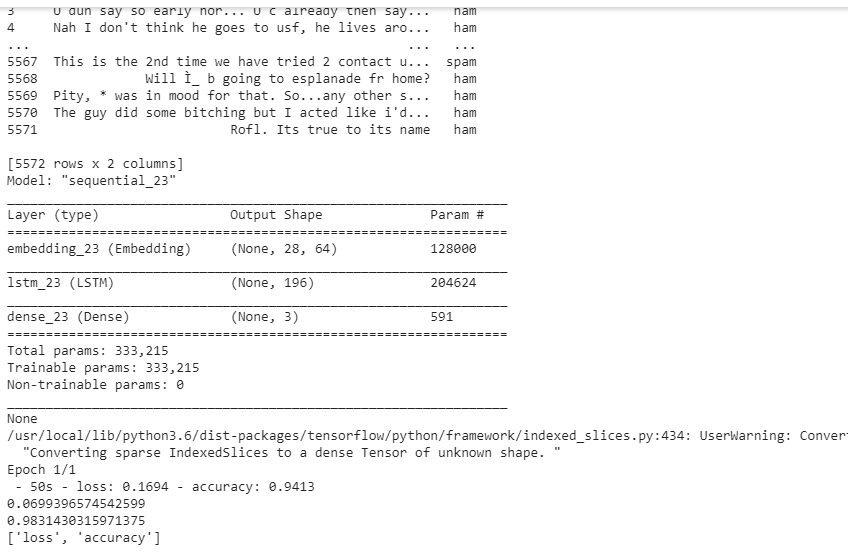 3 U dun say so early hor... U c already then say... ham
4 Nah I don't think he goes to usf, he lives aro... ham
... ... ...
5567 This is the 2nd time we have tried 2 contact u... spam
5568 Will Ì_ b going to esplanade fr home? ham
5569 Pity, * was in mood for that. So...any other s... ham
5570 The guy did some bitching but I acted like i'd... ham
5571 Rofl. Its true to its name ham
[5572 rows x 2 columns]
Model: "sequential_23"
Layer (type) Output Shape Param #
embedding_23 (Embedding) (None, 28, 64) 128000
lstm_23 (LSTM) (None, 196) 204624
dense_23 (Dense) (None, 3) 591
Total params: 333,215
Trainable params: 333,215
Non-trainable params: 0
None
/usr/local/lib/python3.6/dist-packages/tensorflow/python/framework/indexed_slices.py:434: UserWarning: Conver
"Converting sparse IndexedSlices to a dense Tensor of unknown shape. "
Epoch 1/1
- 50s - loss: 0.1694 - accuracy: 0.9413
0.0699396574542599
0.9831430315971375
['loss', 'accuracy']